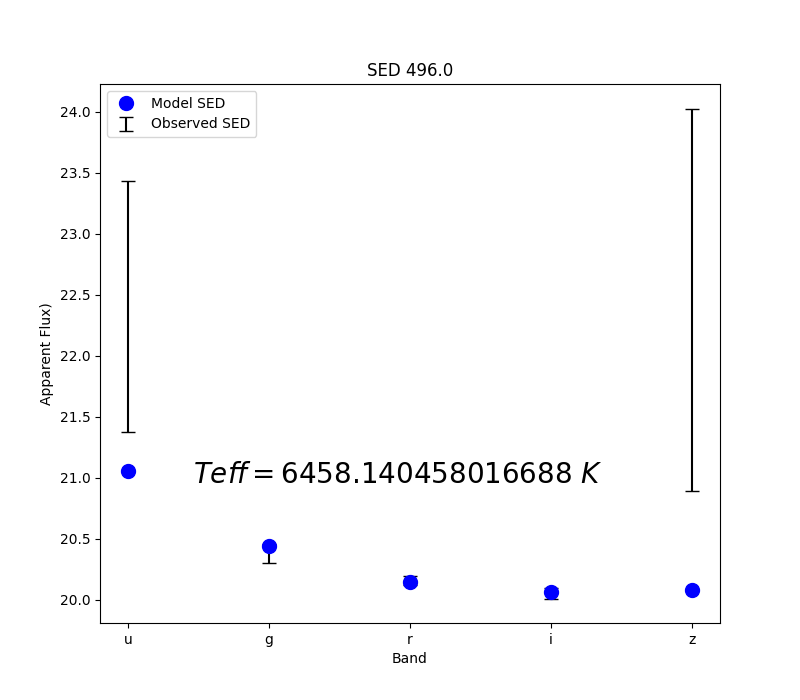 SED 496.0
Model SED
Observed SED
24.0
23.5
23.0
22.5
22.0
21.5
21.0
20.5
20.0
Apparent Flux)
Teff = 6458.140458016688 K
u g r i z
Band